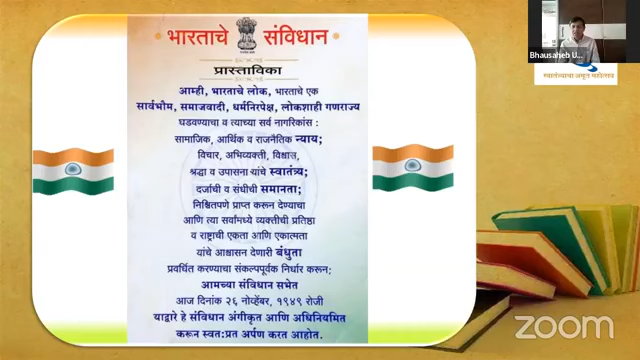 भारताचे संविधान
प्रास्ताविका
आम्ही, भारताचे लोक, भारताचे एक
सार्वभौम, समाजवादी, धर्मनिरपेक्ष, लोकशाही गणराज्य
घडवण्याचा व त्याच्या सर्व नागरिकांस :
सामाजिक, आर्थिक व राजनैतिक न्याय;
विचार, अभिव्यक्ती, विश्वास,
श्रद्धा व उपासना यांचे स्वातंत्र्य;
दर्जाची व संधीची समानता;
निश्चितपणे प्राप्त करून देण्याचा
आणि त्या सर्वांमध्ये व्यक्तीची प्रतिष्ठा
व राष्ट्राची एकता आणि एकात्मता
यांचे आश्वासन देणारी बंधुता
प्रवर्धित करण्याचा संकल्पपूर्वक निर्धार करून;
आमच्या संविधान सभेत
आज दिनांक २६ नोव्हेंबर, १९४९ रोजी
याद्वारे हे संविधान अंगीकृत आणि अधिनियमित
करून स्वत:प्रत अर्पण करत आहोत.
Bhausaheb U...
स्वातंत्र्याचा अमृत महोत्सव
zoom